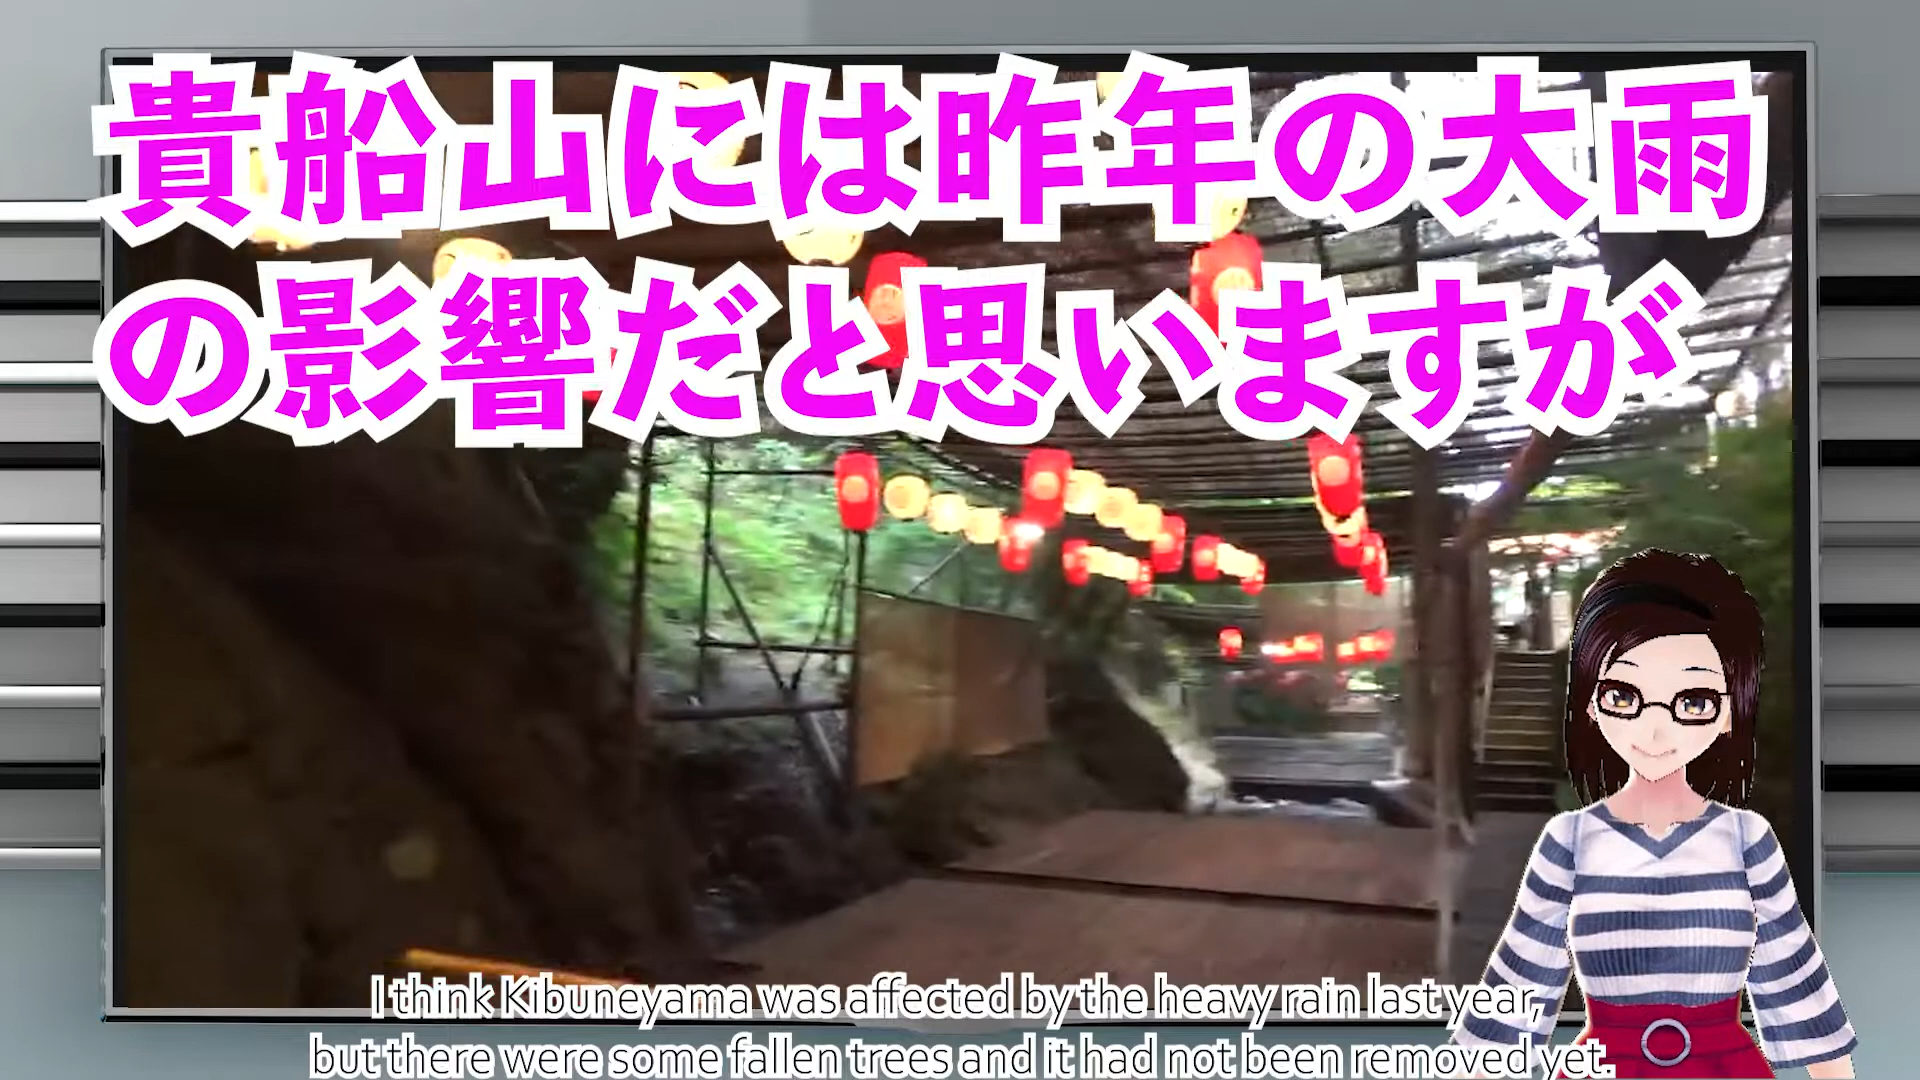 貴船山には昨年の大雨
の影響だと思いますが
I think Kibuneyama was affected by the heavy rain last year,
but there were some fallen trees and it had not been removed yet.